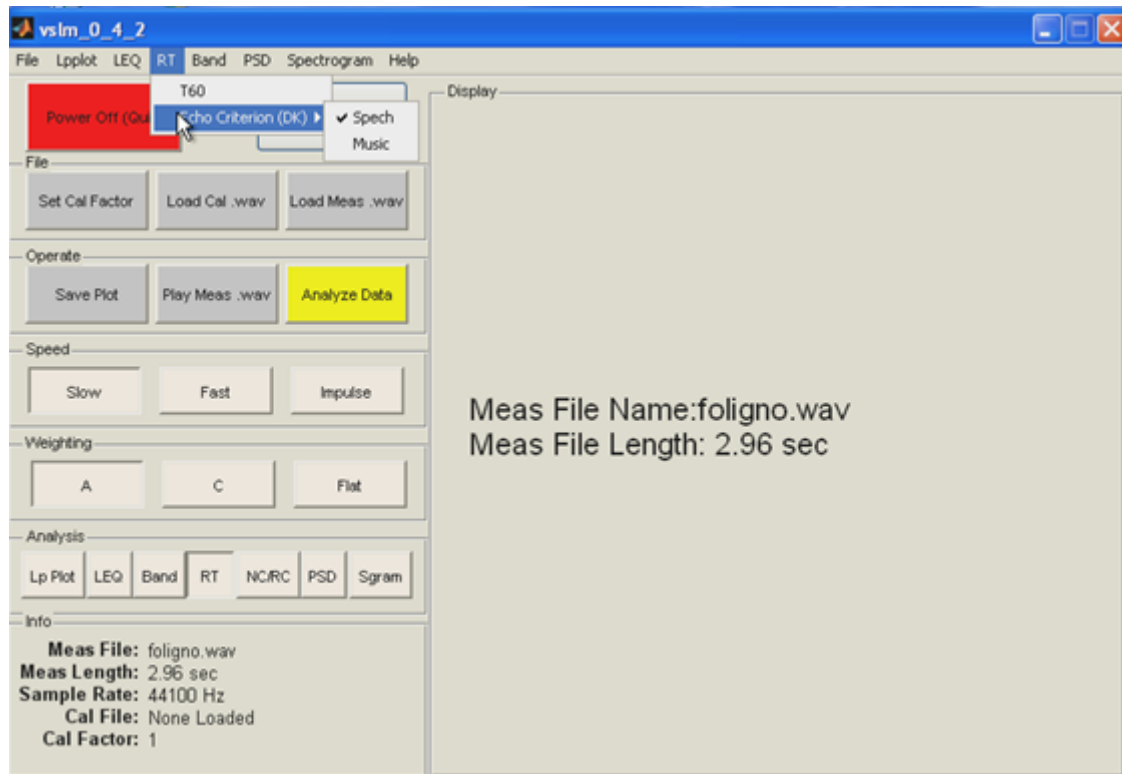 vslm_0_4_2
File Lpplot LEQ RT Band PSD Spectrogram Help
T60
Echo Criterion (DK)
Spech
Music
Power Off
Display
File
Set Cal Factor Load Cal .wav Load Meas .wav
Operate
Save Plot Play Meas .wav Analyze Data
Speed
Slow Fast Impulse
Weighting
A C Flat
Analysis
Lp Plot LEQ Band RT NC/RC PSD Sgram
Info
Meas File: foligno.wav
Meas Length: 2.96 sec
Sample Rate: 44100 Hz
Cal File: None Loaded
Cal Factor: 1
Meas File Name:foligno.wav
Meas File Length: 2.96 sec